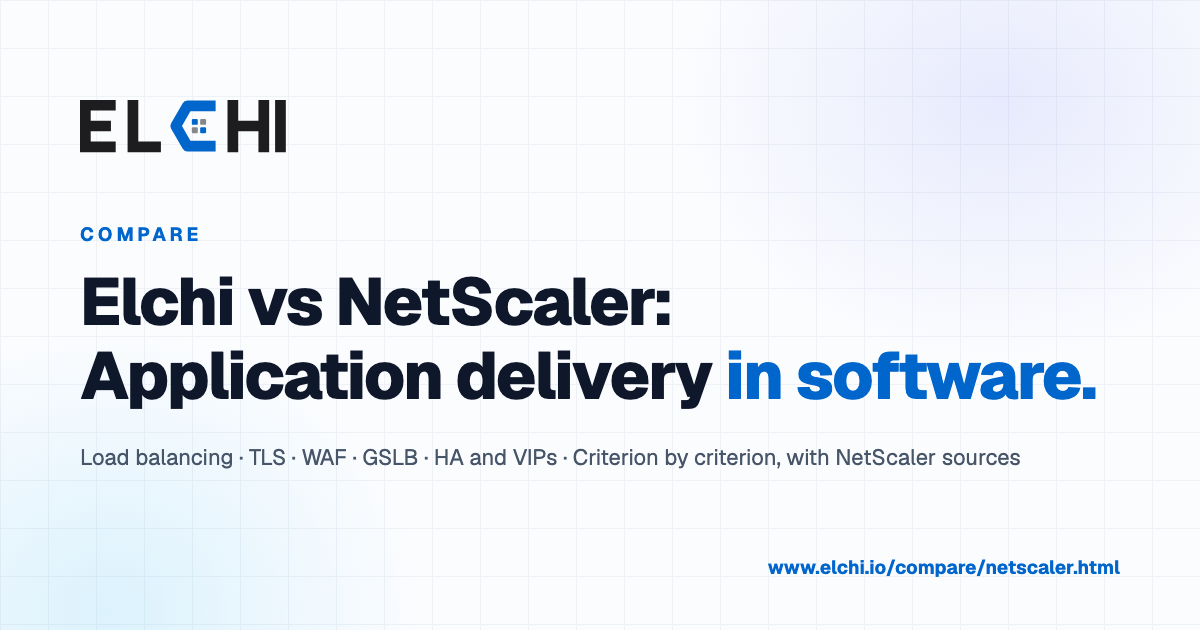 ELCHI
COMPARE
Elchi vs NetScaler:
Application delivery in software.
Load balancing · TLS · WAF · GSLB · HA and VIPs · Criterion by criterion, with NetScaler sources
www.elchi.io/compare/netscaler.html